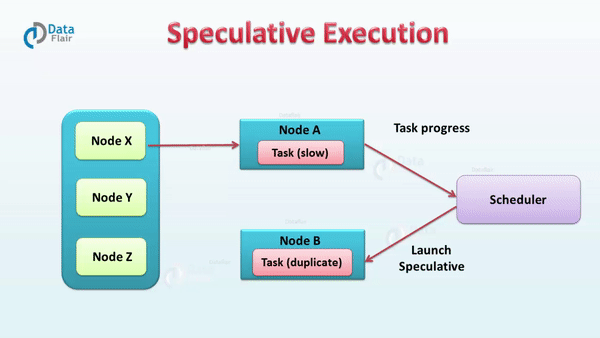 Data
Flair
Speculative Execution
Node X
Node Y
Node Z
Node A
Task (slow)
Task progress
Scheduler
Node B
Task (duplicate)
Launch
Speculative